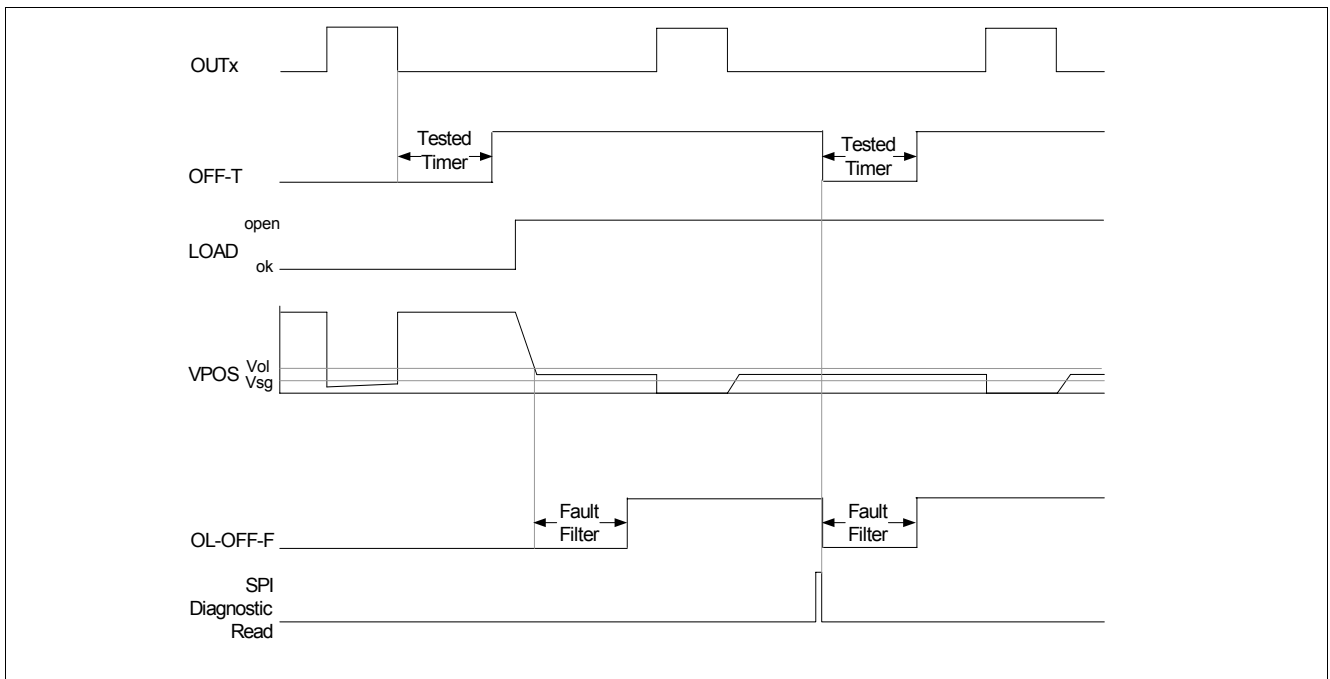 OUTx
Tested
Timer
Tested
Timer
OFF-T
open
LOAD
ok
VPOS
Vol
Vsg
Fault
Filter
Fault
Filter
OL-OFF-F
SPI
Diagnostic
Read